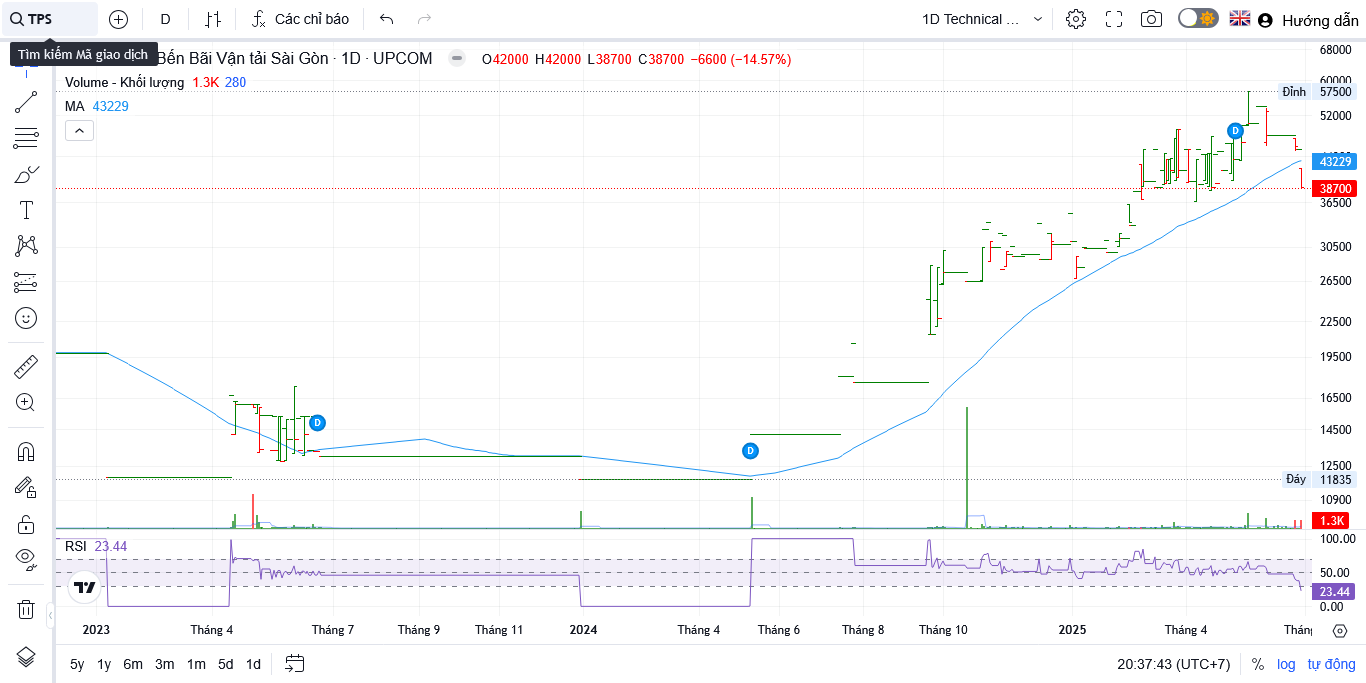 TPS
D
Các chỉ báo
1D Technical ...
Hướng dẫn
Tìm kiếm Mã giao dịch
Bến Bãi Vận tải Sài Gòn · 1D · UPCOM
O42000 H42000 L38700 C38700 −6600 (−14.57%)
Volume - Khối lượng 1.3K 280
MA 43229
68000
60000
Đỉnh 57500
52000
43229
38700
36500
30500
26500
22500
19500
16500
14500
12500
Đáy 11835
10900
1.3K
D
D
D
RSI 23.44
100.00
50.00
23.44
0.00
2023 Tháng 4 Tháng 7 Tháng 9 Tháng 11 2024 Tháng 4 Tháng 6 Tháng 8 Tháng 10 2025 Tháng 4 Tháng
5y 1y 6m 3m 1m 5d 1d
20:37:43 (UTC+7) % log tự động